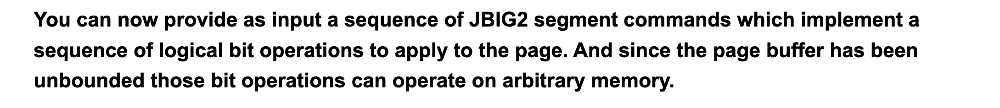 You can now provide as input a sequence of JBIG2 segment commands which implement a
sequence of logical bit operations to apply to the page. And since the page buffer has been
unbounded those bit operations can operate on arbitrary memory.